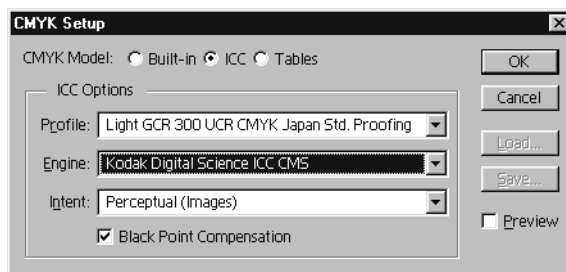 CMYK Setup
CMYK Model: Built-in ICC Tables
OK
Cancel
Load...
Save...
Preview
ICC Options
Profile: Light GCR 300 UCR CMYK Japan Std. Proofing
Engine: Kodak Digital Science ICC CMS
Intent: Perceptual (Images)
Black Point Compensation